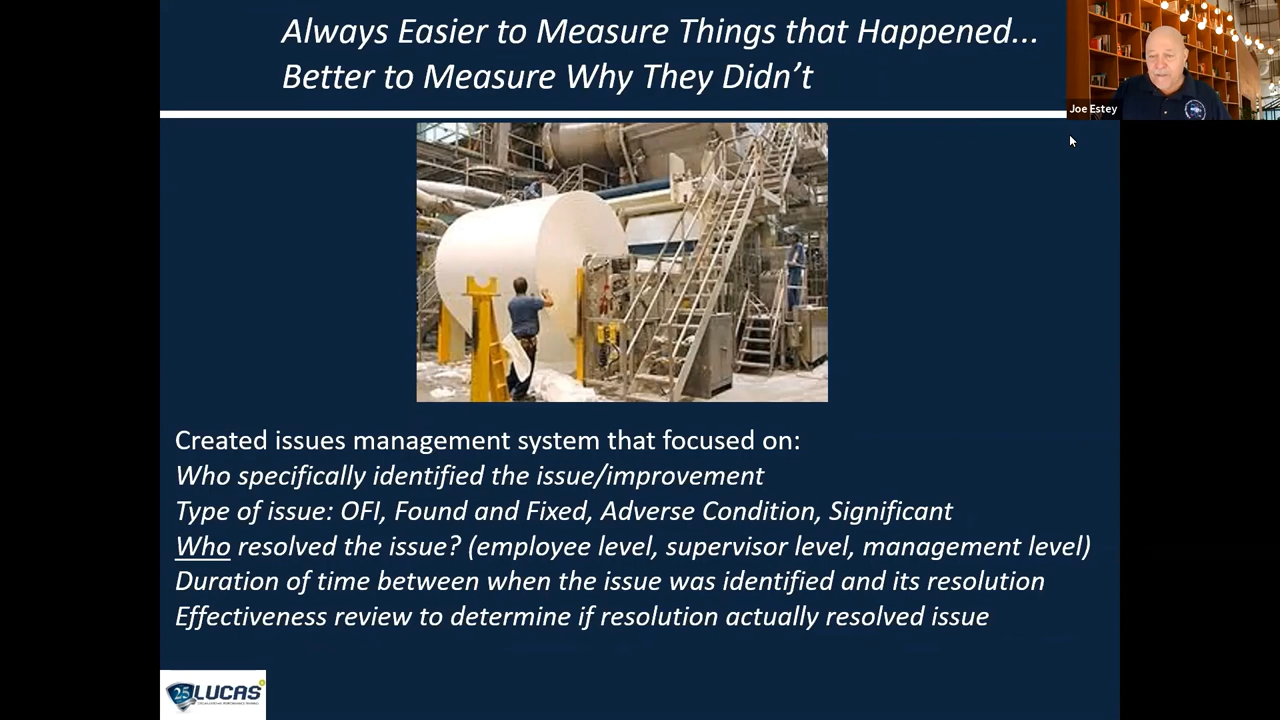 Always Easier to Measure Things that Happened...
Better to Measure Why They Didn't
Joe Estey
Created issues management system that focused on:
Who specifically identified the issue/improvement
Type of issue: OFI, Found and Fixed, Adverse Condition, Significant
Who resolved the issue? (employee level, supervisor level, management level)
Duration of time between when the issue was identified and its resolution
Effectiveness review to determine if resolution actually resolved issue
25 LUCAS